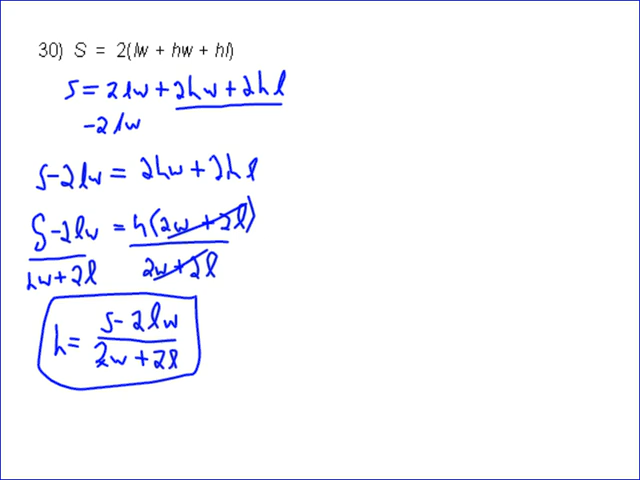 30) S = 2(lw + hw + hl)
S = 2lw + 2hw + 2hl
-2lw
S-2lw = 2hw + 2hl
S-2lw = h(2w + 2l)
2w+2l 2w+2l
h = S-2lw
2w + 2l